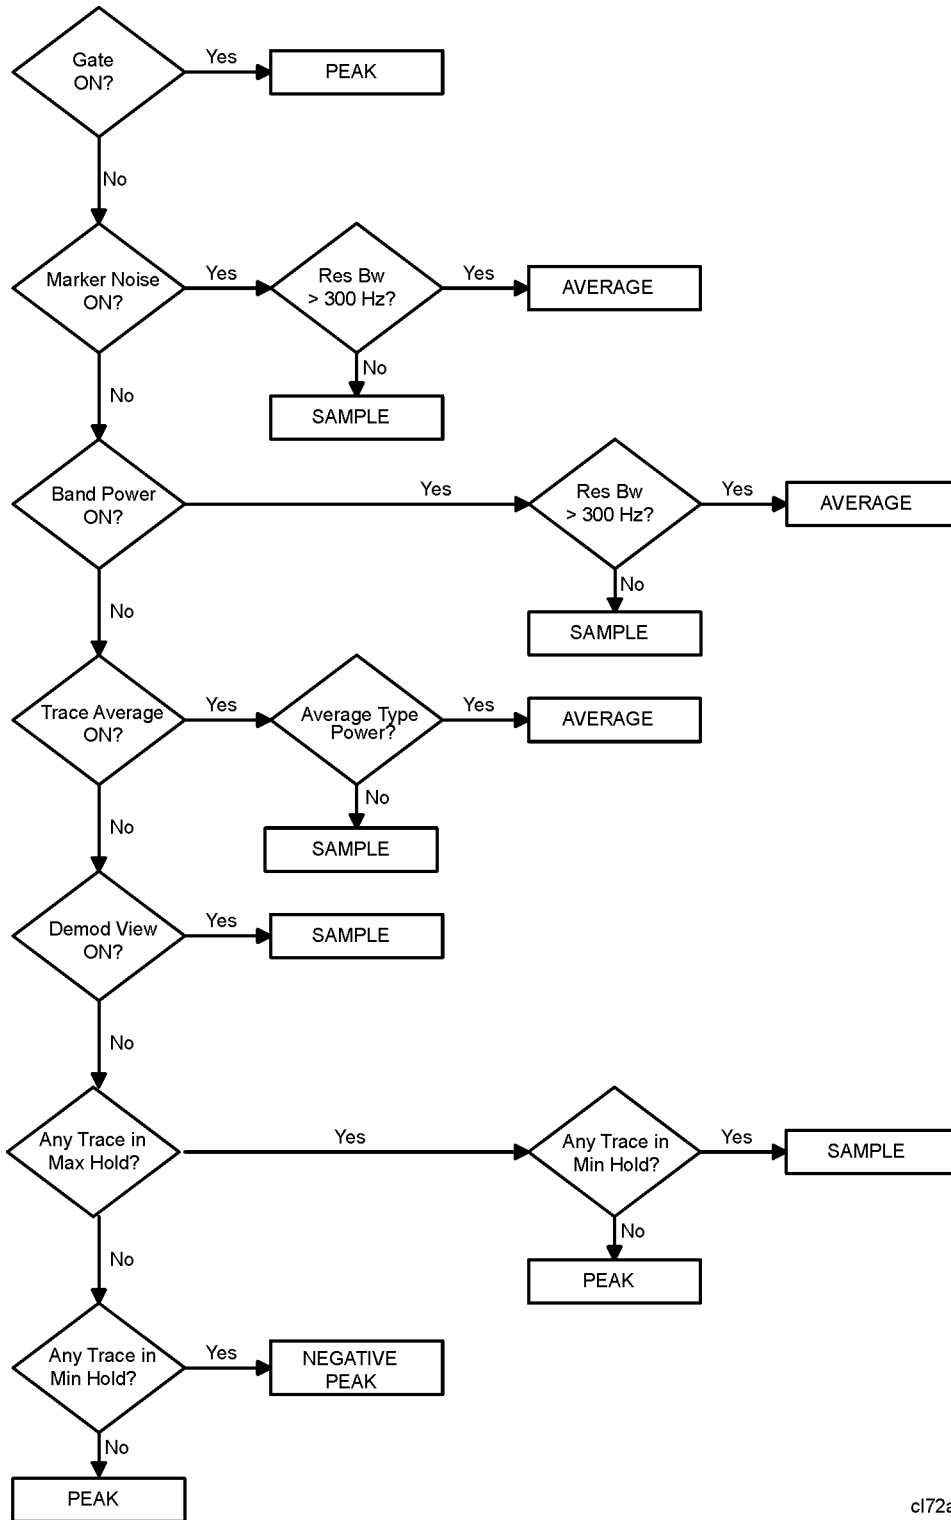 Gate
ON?
Yes
PEAK
No
Marker Noise
ON?
Yes
Res Bw
> 300 Hz?
Yes
AVERAGE
No
SAMPLE
No
Band Power
ON?
Yes
Res Bw
> 300 Hz?
Yes
AVERAGE
No
SAMPLE
No
Trace Average
ON?
Yes
Average Type
Power?
Yes
AVERAGE
No
SAMPLE
No
Demod View
ON?
Yes
SAMPLE
No
Any Trace in
Max Hold?
Yes
Any Trace in
Min Hold?
Yes
SAMPLE
No
PEAK
No
Any Trace in
Min Hold?
Yes
NEGATIVE
PEAK
No
PEAK
cl72a